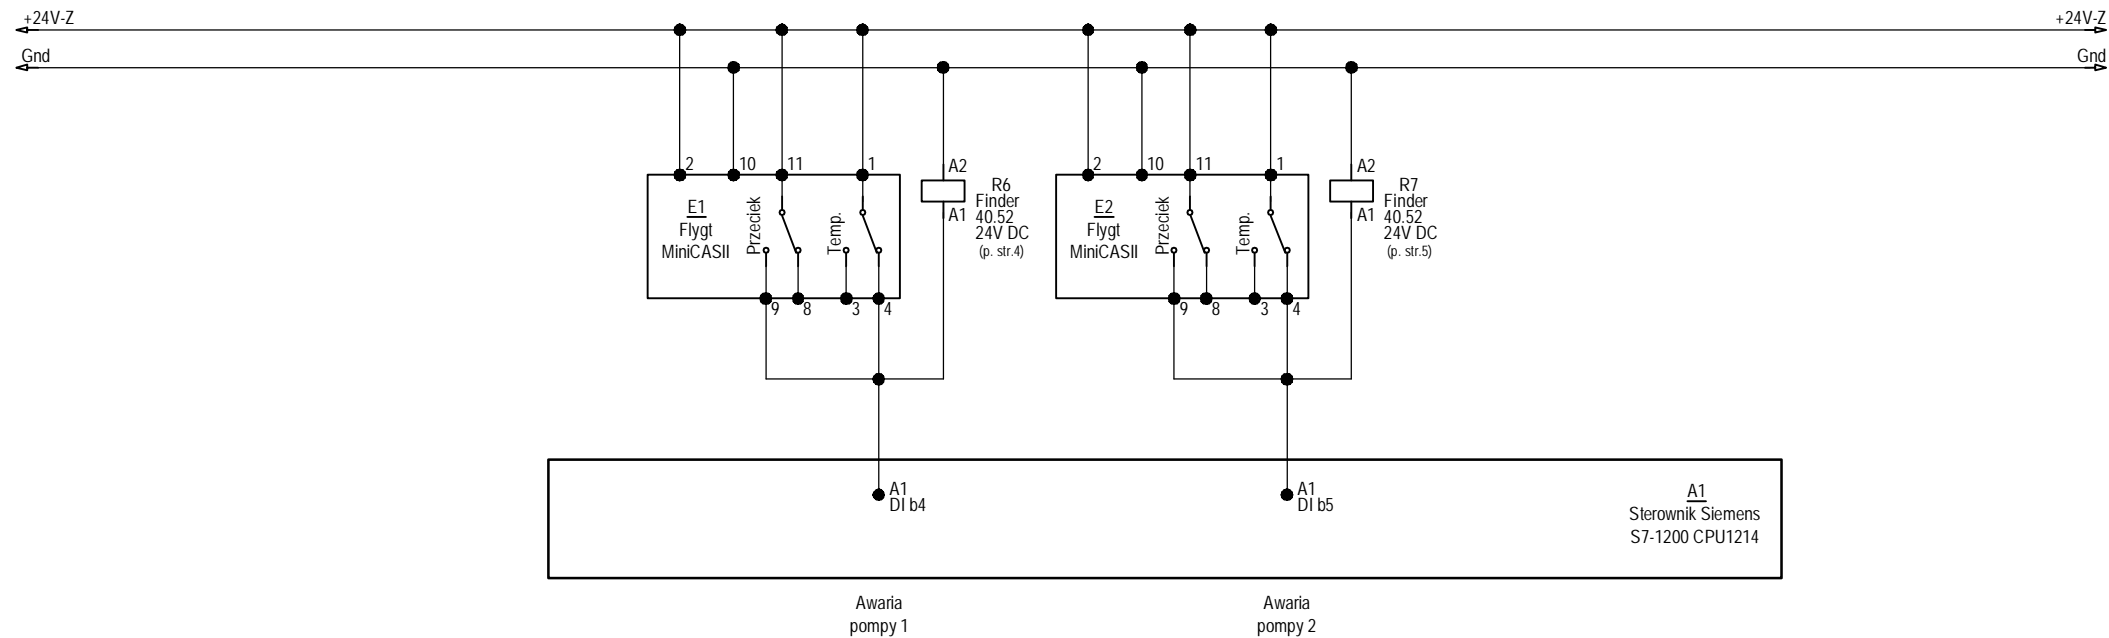 +24V-Z
+24V-Z
Gnd
Gnd
2
10
11
1
E1
Flygt
MiniCASII
Przeciek
Temp.
9
8
3
4
A2
A1
R6
Finder
40.52
24V DC
(p. str.4)
2
10
11
1
E2
Flygt
MiniCASII
Przeciek
Temp.
9
8
3
4
A2
A1
R7
Finder
40.52
24V DC
(p. str.5)
A1
DI b4
A1
DI b5
A1
Sterownik Siemens
S7-1200 CPU1214
Awaria
pompy 1
Awaria
pompy 2